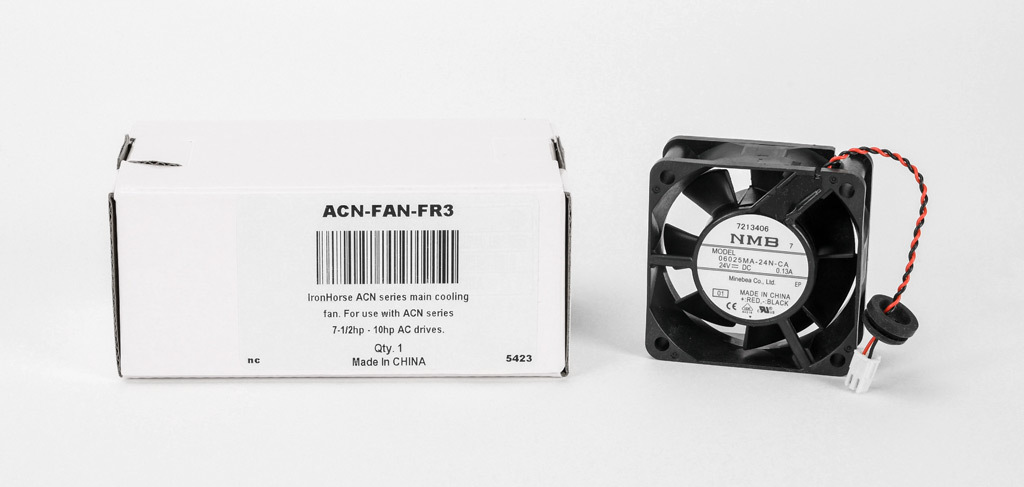 ACN-FAN-FR3
IronHorse ACN series main cooling
fan. For use with ACN series
7-1/2hp - 10hp AC drives.
Qty. 1
nc Made In CHINA 5423
7213406
NMB 7
MODEL
06025MA-24N-CA
24V⎓ DC 0.13A
Minebea Co., Ltd.
EP
01 MADE IN CHINA
+:RED,-:BLACK
CE